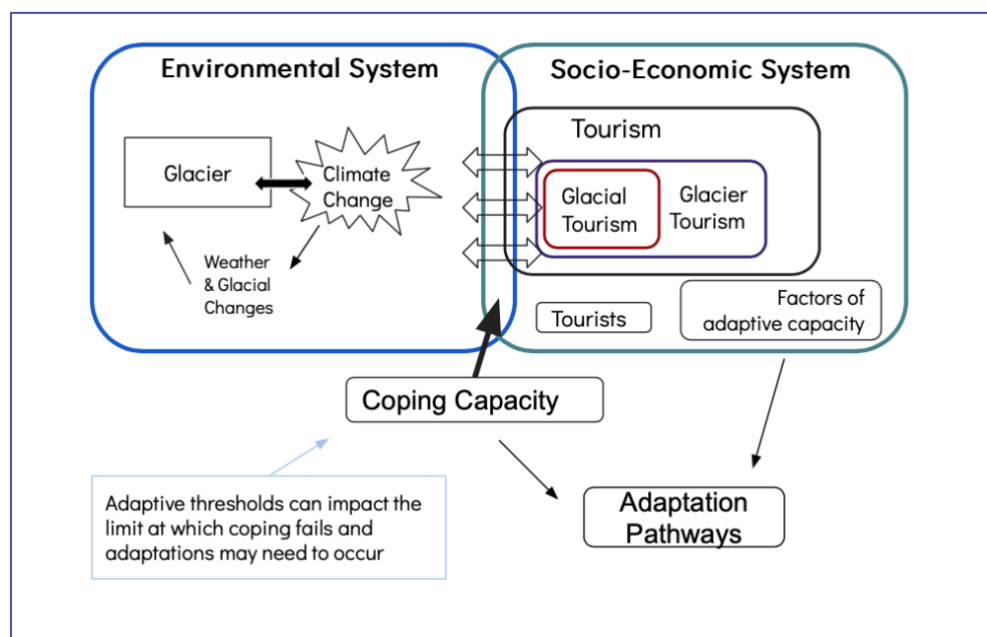 Environmental System
Socio-Economic System
Tourism
Glacier
Climate
Change
Glacial
Tourism
Glacier
Tourism
Weather
& Glacial
Changes
Tourists
Factors of
adaptive capacity
Coping Capacity
Adaptive thresholds can impact the
limit at which coping fails and
adaptations may need to occur
Adaptation
Pathways